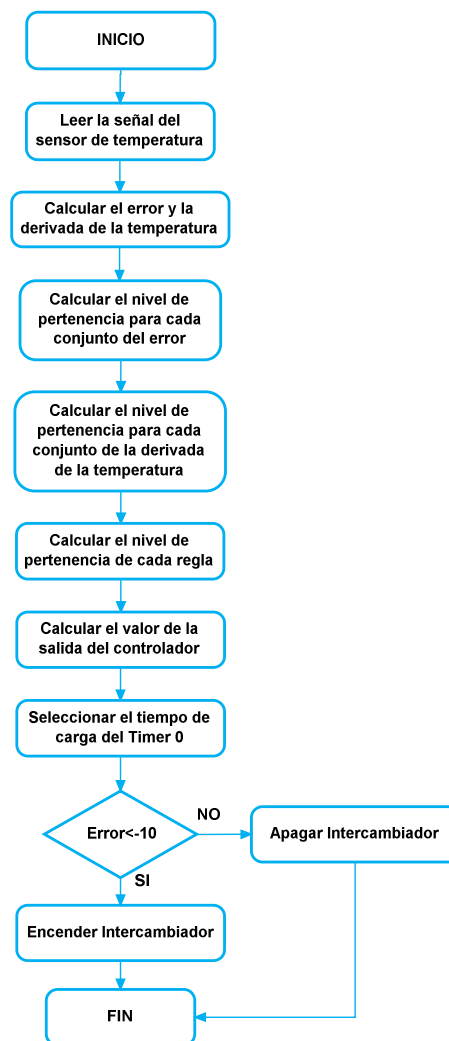 INICIO
Leer la señal del
sensor de temperatura
Calcular el error y la
derivada de la temperatura
Calcular el nivel de
pertenencia para cada
conjunto del error
Calcular el nivel de
pertenencia para cada
conjunto de la derivada
de la temperatura
Calcular el nivel de
pertenencia de cada regla
Calcular el valor de la
salida del controlador
Seleccionar el tiempo de
carga del Timer 0
Error<-10
NO
Apagar Intercambiador
SI
Encender Intercambiador
FIN